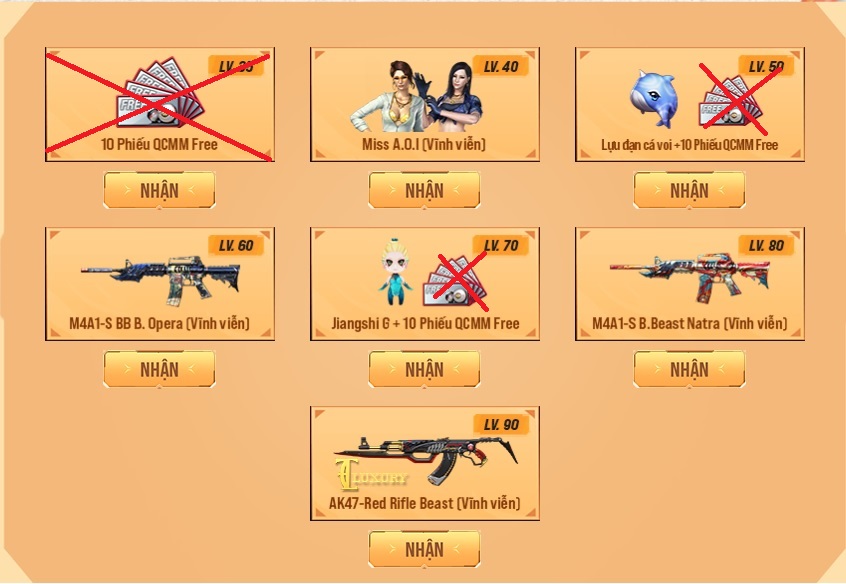 LV. 35
10 Phiếu QCMM Free
NHẬN
LV. 40
Miss A.O.I (Vĩnh viễn)
NHẬN
LV. 50
Lựu đạn cá voi +10 Phiếu QCMM Free
NHẬN
LV. 60
M4A1-S BB B. Opera (Vĩnh viễn)
NHẬN
LV. 70
Jiangshi G + 10 Phiếu QCMM Free
NHẬN
LV. 80
M4A1-S B.Beast Natra (Vĩnh viễn)
NHẬN
LV. 90
TLUXURY
AK47-Red Rifle Beast (Vĩnh viễn)
NHẬN